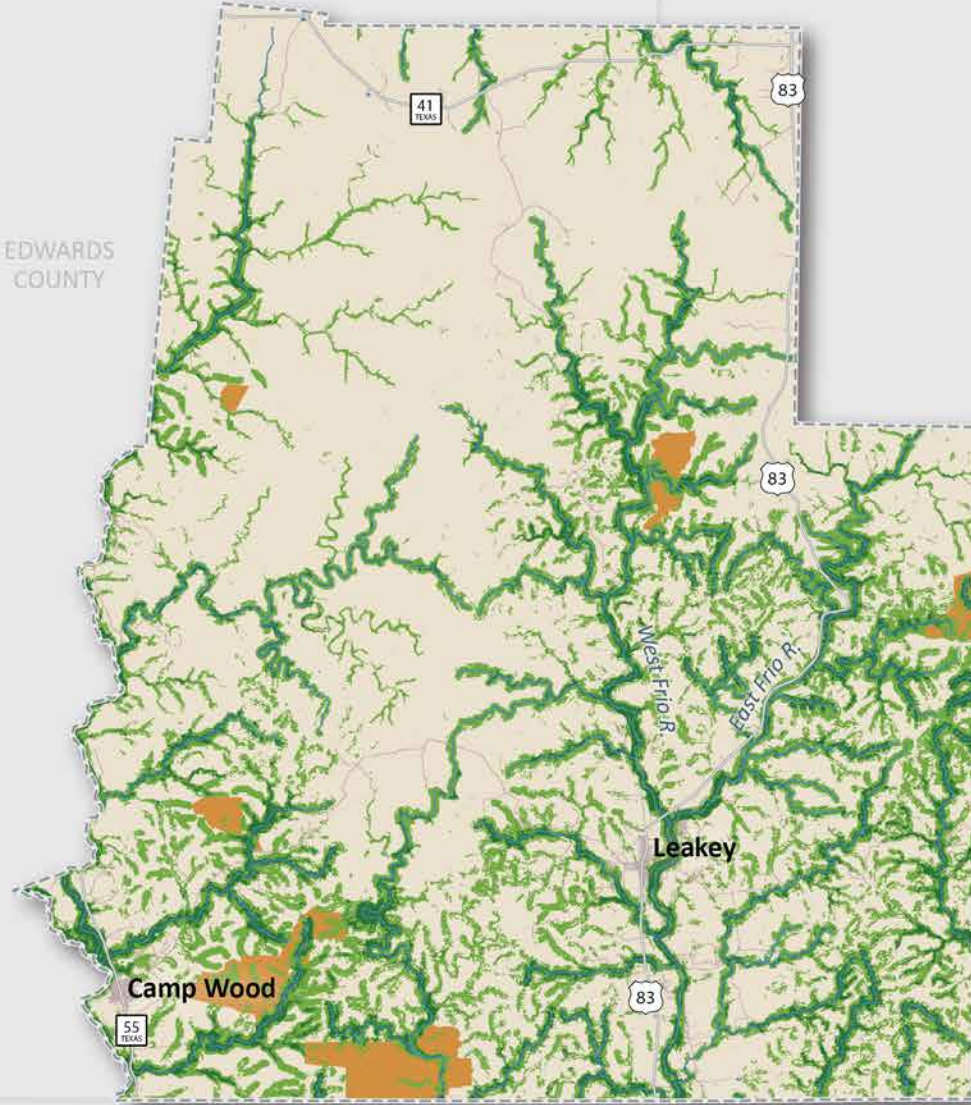 41
TEXAS
83
EDWARDS
COUNTY
83
West Frio R
East Frio R.
Leakey
Camp Wood
83
55
TEXAS